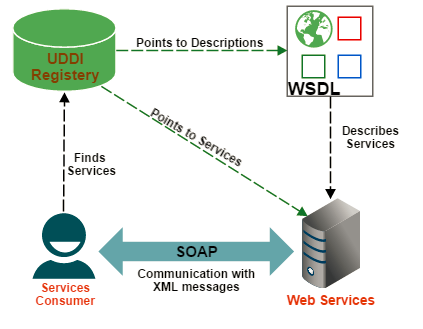 UDDI
Registery
Points to Descriptions
WSDL
Points to Services
Describes
Services
Finds
Services
SOAP
Communication with
XML messages
Services
Consumer
Web Services